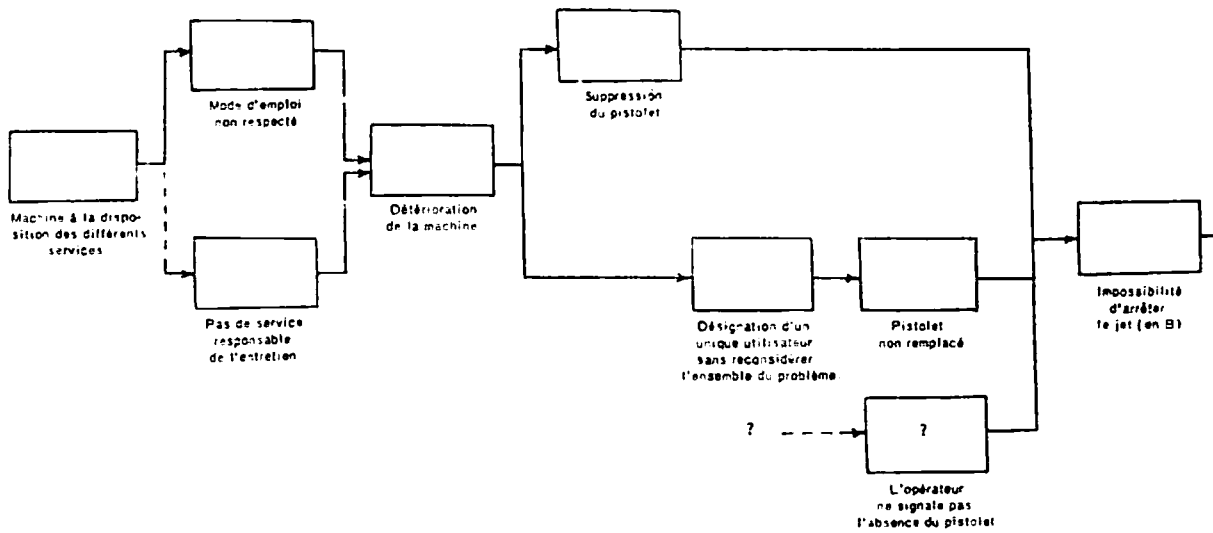 Mode d'emploi
non respecté
Machine à la dispo-
sition des différents
services
Pas de service
responsable
de l'entretien
Détérioration
de la machine
Suppression
du pistolet
Désignation d'un
unique utilisateur
sans reconsidérer
l'ensemble du problème
Pistolet
non remplacé
?
?
L'opérateur
ne signale pas
l'absence du pistolet
Impossibilité
d'arrêter
le jet (en B)